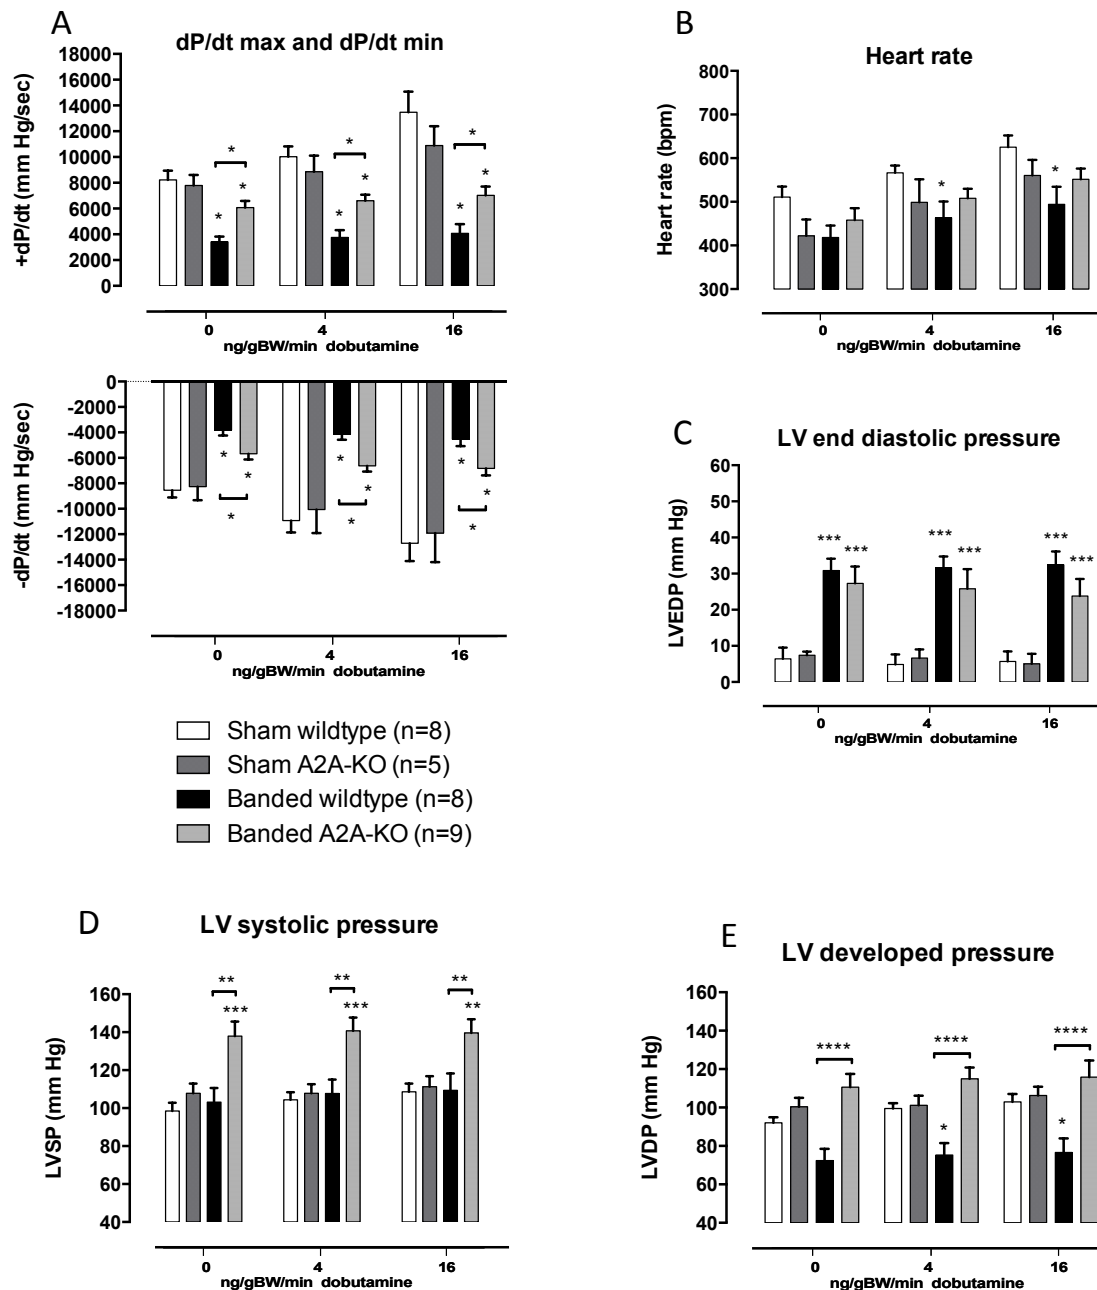 A
dP/dt max and dP/dt min
18000
16000
14000
12000
10000
8000
6000
4000
2000
0
+dP/dt (mm Hg/sec)
* * * *
* * * *
* * * *
0 4 16
ng/gBW/min dobutamine
0
-2000
-4000
-6000
-8000
-10000
-12000
-14000
-16000
-18000
-dP/dt (mm Hg/sec)
* * *
* * *
* * *
0 4 16
ng/gBW/min dobutamine
Sham wildtype (n=8)
Sham A2A-KO (n=5)
Banded wildtype (n=8)
Banded A2A-KO (n=9)
B
Heart rate
800
700
600
500
400
300
Heart rate (bpm)
* *
0 4 16
ng/gBW/min dobutamine
C
LV end diastolic pressure
60
50
40
30
20
10
0
LVEDP (mm Hg)
*** *** *** *** *** ***
0 4 16
ng/gBW/min dobutamine
D
LV systolic pressure
160
140
120
100
80
60
40
LVSP (mm Hg)
** ** **
*** *** **
0 4 16
ng/gBW/min dobutamine
E
LV developed pressure
160
140
120
100
80
60
40
LVDP (mm Hg)
**** **** ****
* *
0 4 16
ng/gBW/min dobutamine